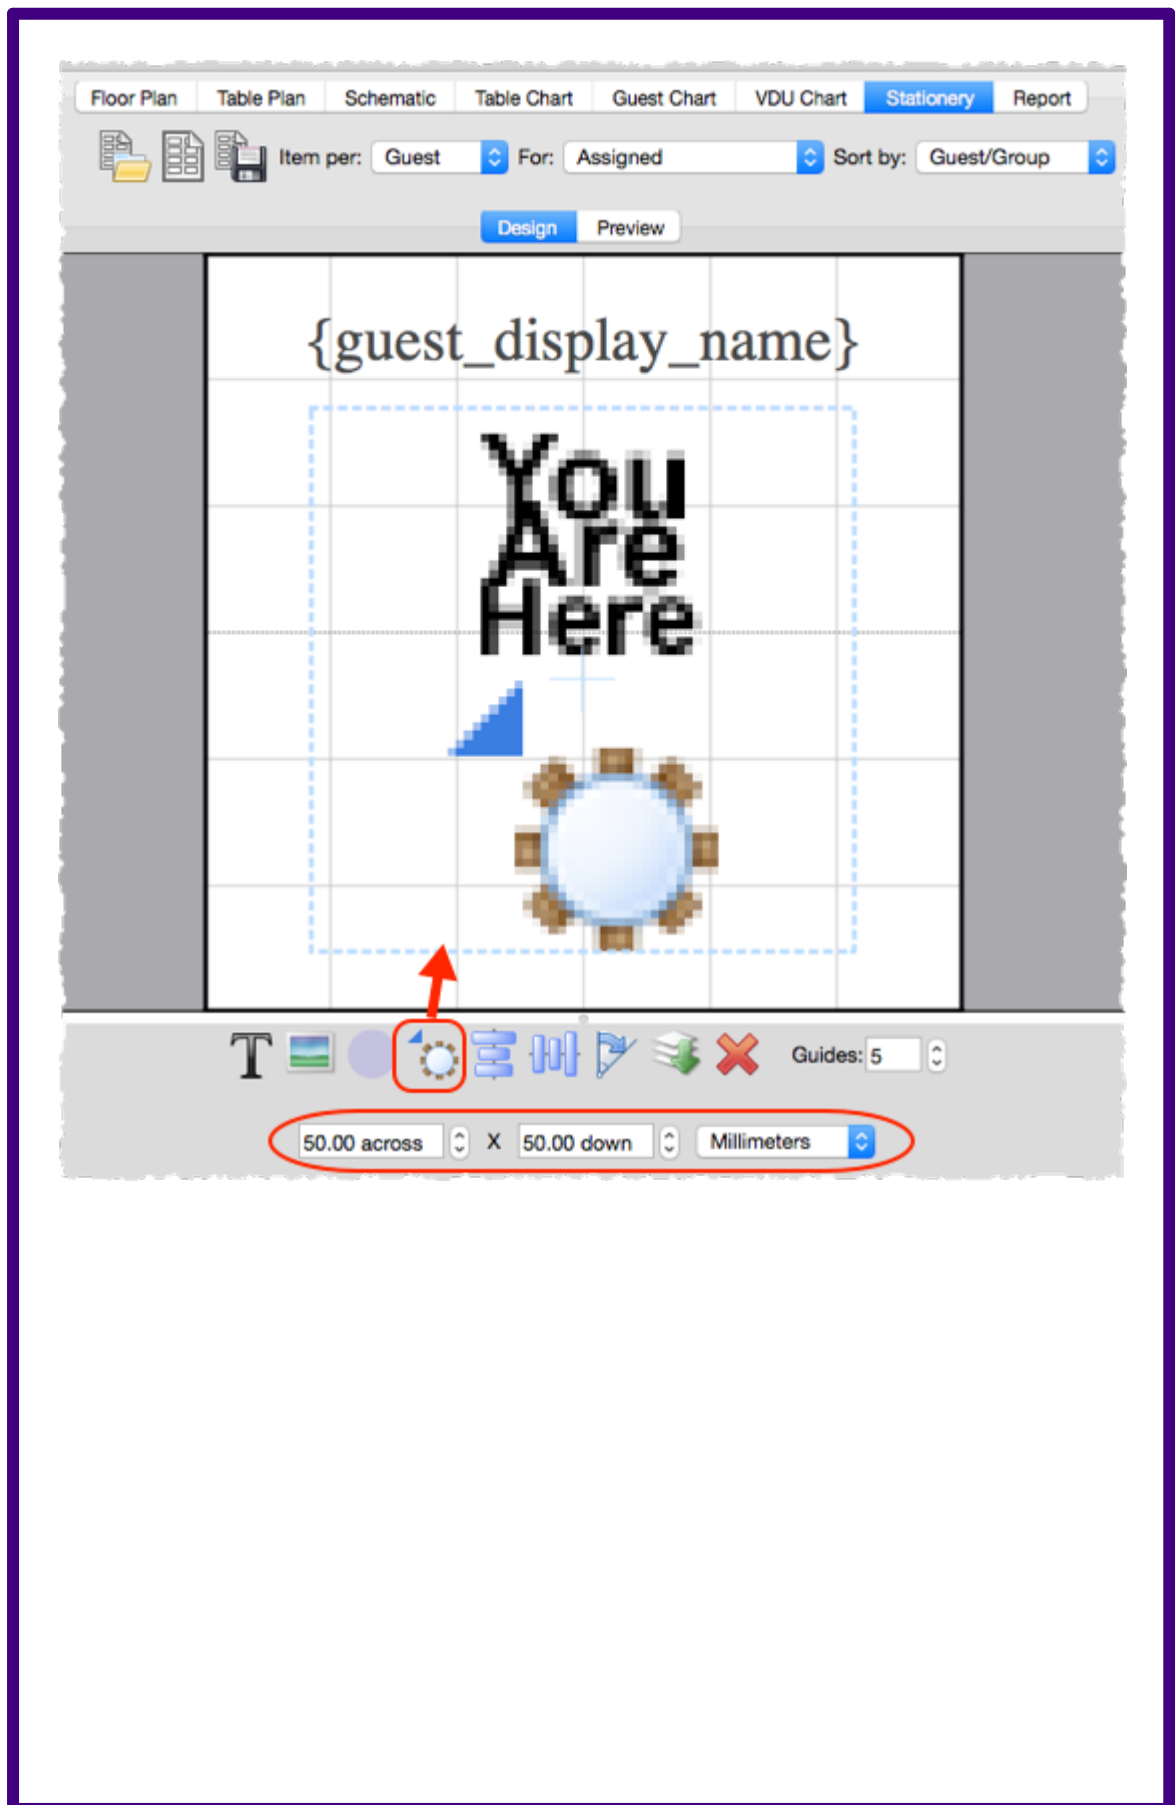 Floor Plan Table Plan Schematic Table Chart Guest Chart VDU Chart Stationery Report
Item per: Guest For: Assigned Sort by: Guest/Group
Design Preview
{guest_display_name}
You
Are
Here
T Guides: 5
50.00 across X 50.00 down Millimeters